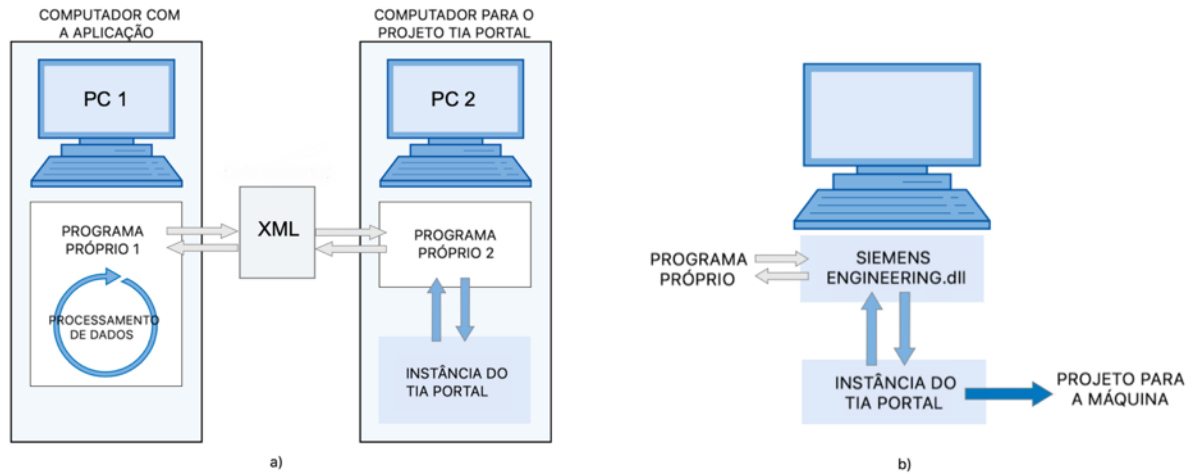 COMPUTADOR COM
A APLICAÇÃO
PC 1
PROGRAMA
PRÓPRIO 1
PROCESSAMENTO
DE DADOS
XML
COMPUTADOR PARA O
PROJETO TIA PORTAL
PC 2
PROGRAMA
PRÓPRIO 2
INSTÂNCIA DO
TIA PORTAL
a)
PROGRAMA
PRÓPRIO
SIEMENS
ENGINEERING.dll
INSTÂNCIA DO
TIA PORTAL
PROJETO PARA
A MÁQUINA
b)